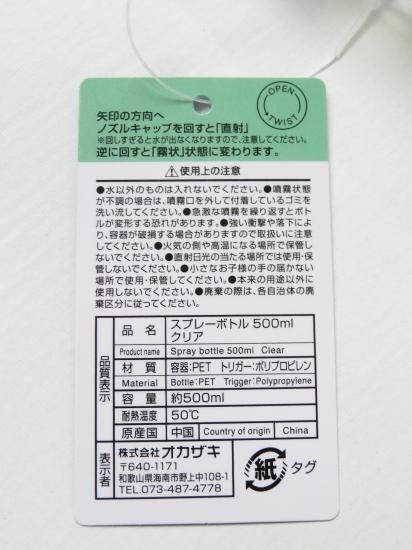 OPEN
TWIST
矢印の方向へ
ノズルキャップを回すと「直射」
※回しすぎると水が出なくなりますので、注意してください。
逆に回すと「霧状」状態に変わります。
⚠使用上の注意
●水以外のものは入れないでください。●噴霧状態
が不調の場合は、噴霧口を外して付着しているゴミを
洗い流してください。●急激な噴霧を繰り返すとボト
ルが変形する恐れがあります。●強い衝撃や落下によ
り、容器が破損する場合がありますので取扱いに注意
してください。●火気の側や高温になる場所で保管し
ないでください。●直射日光の当たる場所では使用・保
管しないでください。●小さなお子様の手の届かない
場所で使用・保管してください。●本来の用途以外に
使用しないでください。●廃棄の際は、各自治体の廃
棄区分に従ってください。
品質表示
品名 スプレーボトル 500ml
クリア
Product name Spray bottle 500ml Clear
材質 容器:PET トリガー:ポリプロピレン
Material Bottle:PET Trigger:Polypropylene
容量 約500ml
耐熱温度 50℃
原産国 中国 Country of origin China
表示者
株式会社 オカザキ
〒640-1171
和歌山県海南市野上中108-1
TEL.073-487-4778
紙 タグ